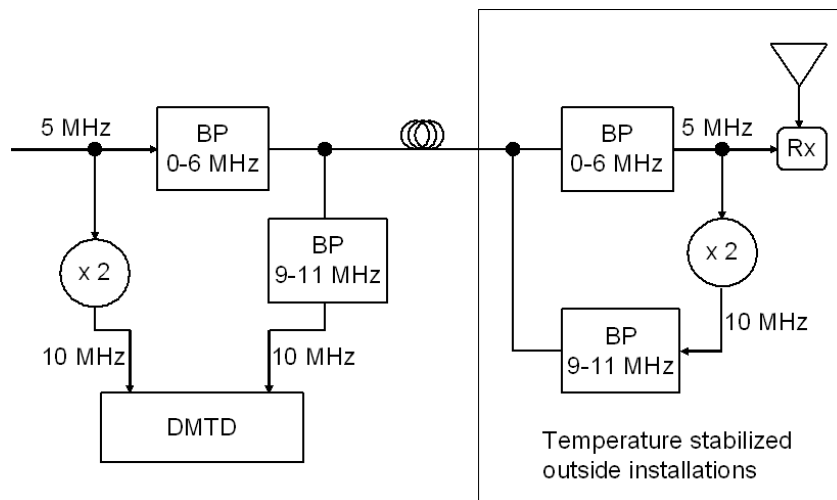 5 MHz
BP
0-6 MHz
BP
0-6 MHz
5 MHz
Rx
x 2
BP
9-11 MHz
x 2
10 MHz
10 MHz
BP
9-11 MHz
10 MHz
DMTD
Temperature stabilized
outside installations